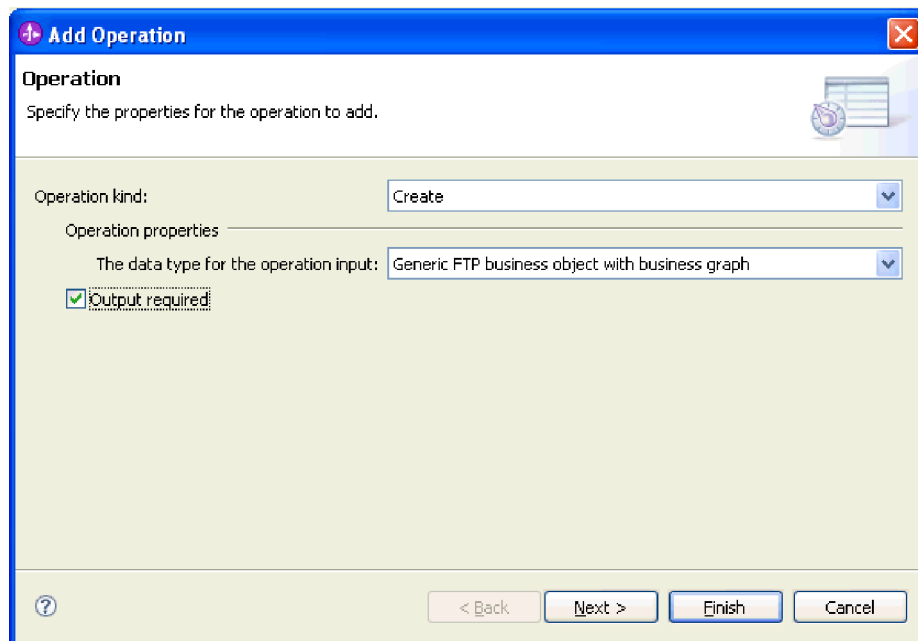 Add Operation
Operation
Specify the properties for the operation to add.
Operation kind:
Create
Operation properties
The data type for the operation input:
Generic FTP business object with business graph
Output required
?
< Back
Next >
Finish
Cancel